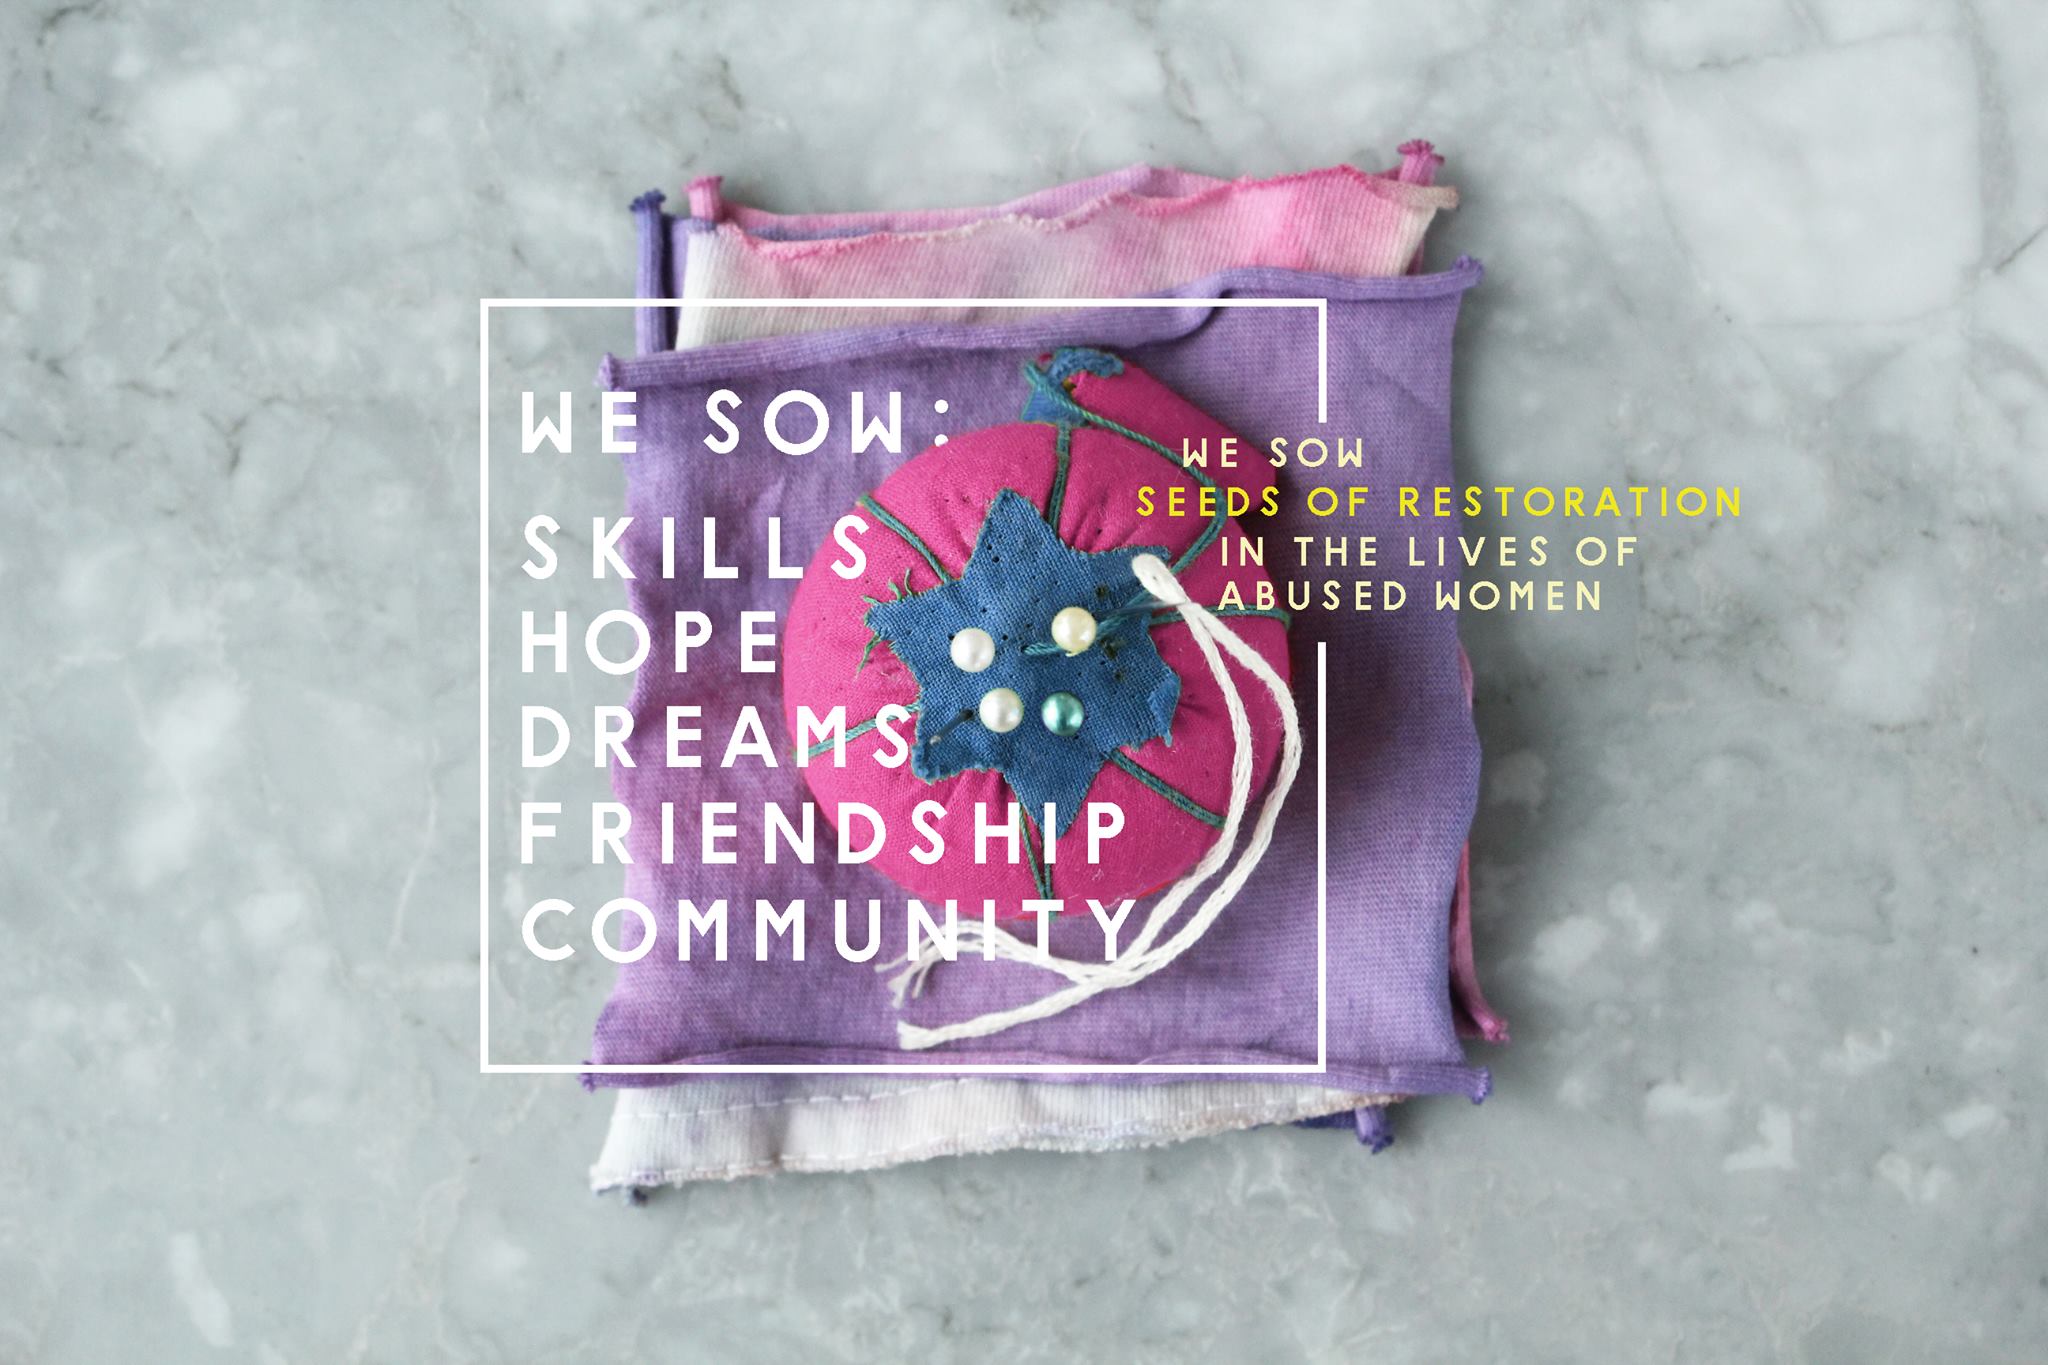 WE SOW:
SKILLS
HOPE
DREAMS
FRIENDSHIP
COMMUNITY
WE SOW
SEEDS OF RESTORATION
IN THE LIVES OF
ABUSED WOMEN